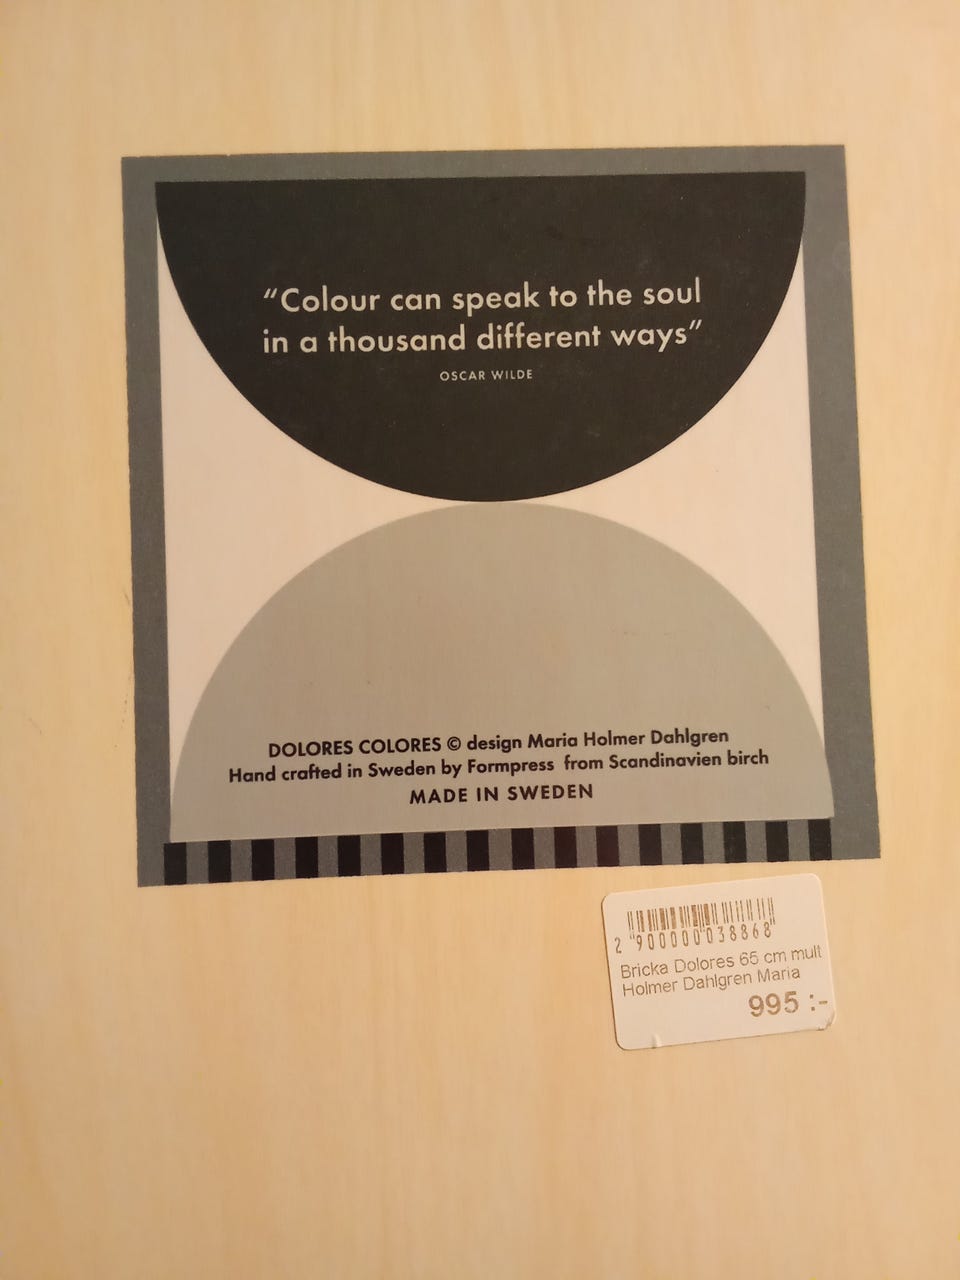 “Colour can speak to the soul
in a thousand different ways”
OSCAR WILDE
DOLORES COLORES © design Maria Holmer Dahlgren
Hand crafted in Sweden by Formpress from Scandinavien birch
MADE IN SWEDEN
2 900000 038868
Bricka Dolores 65 cm mult
Holmer Dahlgren Maria
995 :-